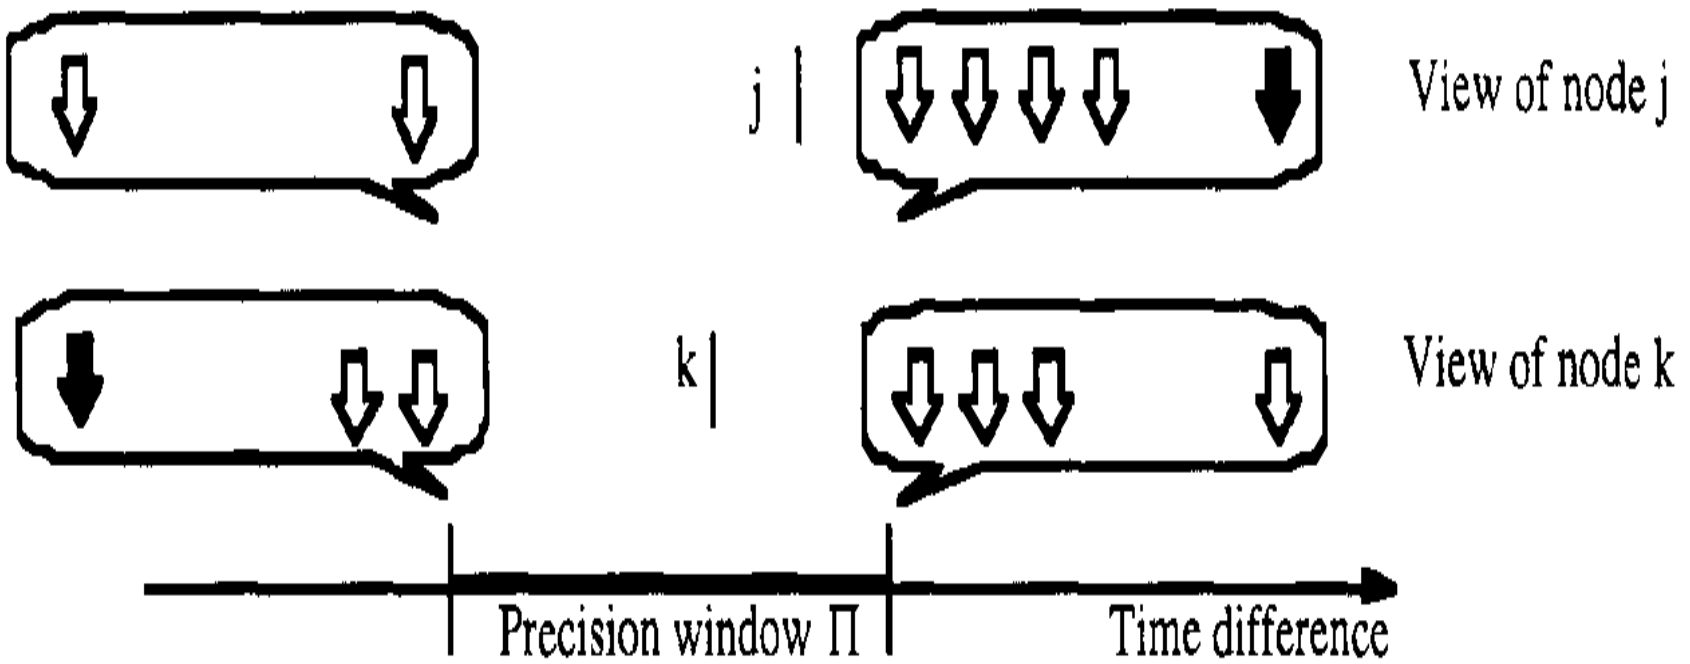 j
View of node j
k
View of node k
Precision window Π
Time difference